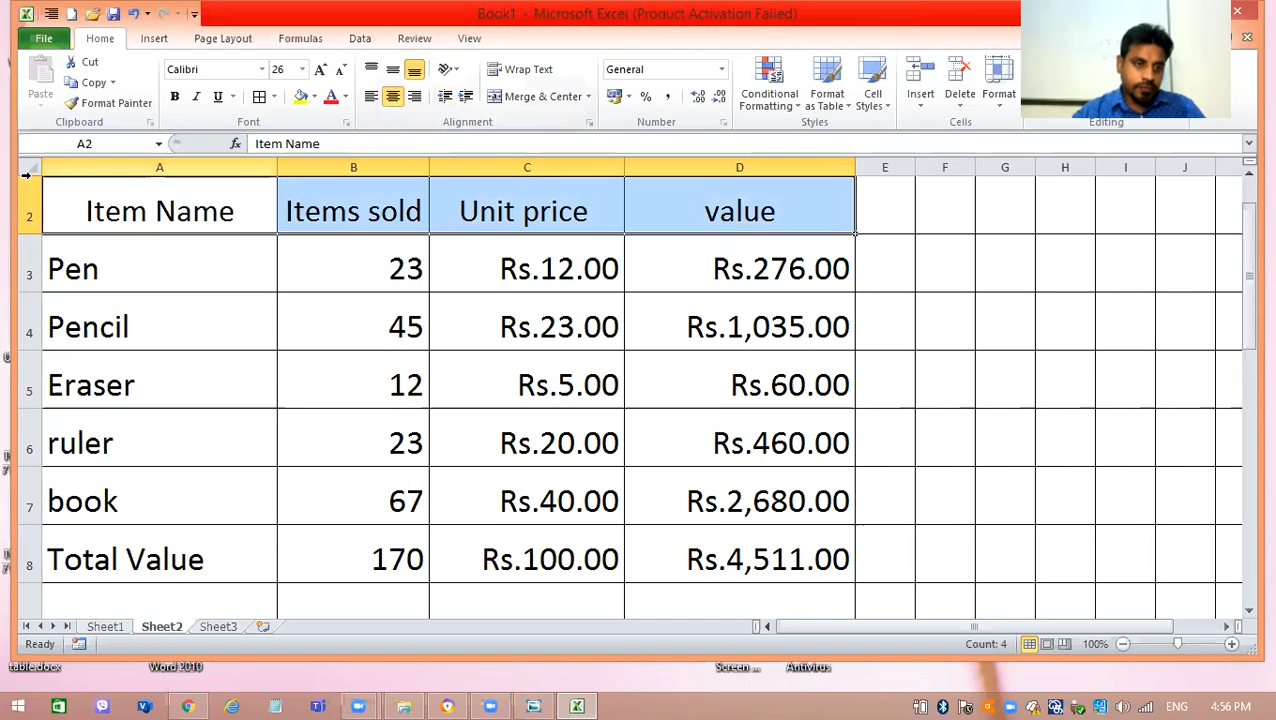 Book1 - Microsoft Excel (Product Activation Failed)
File Home Insert Page Layout Formulas Data Review View
Paste Cut Copy Format Painter
Calibri 26 B I U A
Wrap Text
Merge & Center
General % ,
Conditional Formatting Format as Table Cell Styles Insert Delete Format
Clipboard Font Alignment Number Styles Cells Editing
A2 fx Item Name
A B C D E F G H I J
2 Item Name Items sold Unit price value
3 Pen 23 Rs.12.00 Rs.276.00
4 Pencil 45 Rs.23.00 Rs.1,035.00
5 Eraser 12 Rs.5.00 Rs.60.00
6 ruler 23 Rs.20.00 Rs.460.00
7 book 67 Rs.40.00 Rs.2,680.00
8 Total Value 170 Rs.100.00 Rs.4,511.00
Sheet1 Sheet2 Sheet3
Ready Count: 4 100%
table.docx Word 2010 Screen ... Antivirus
ENG 4:56 PM